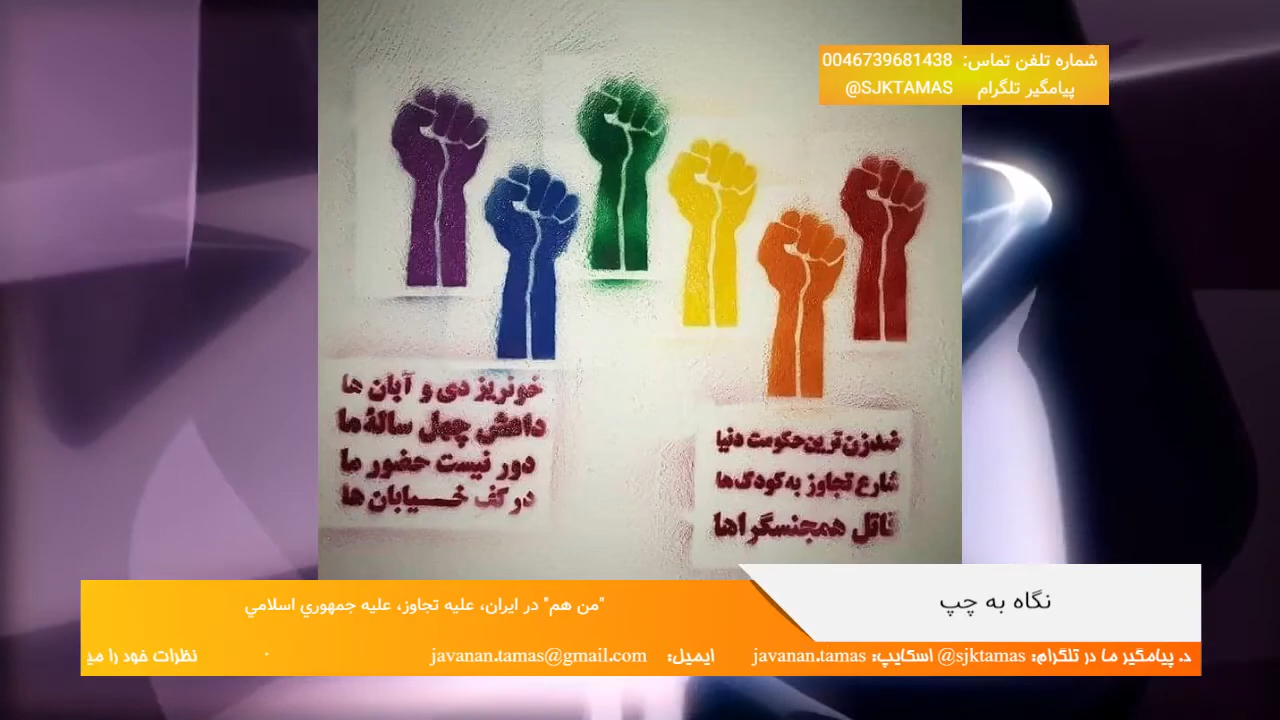 شماره تلفن تماس: 0046739681438
پیامگیر تلگرام @SJKTAMAS
ضدزن‌ترین حکومت دنیا
شارع تجاوز به کودک‌ها
قاتل همجنسگراها
خونریز دی و آبان ها
داعش چهل سالهٔ ما
دور نیست حضور ما
در کف خیابان ها
نگاه به چپ
"من هم" در ایران، علیه تجاوز، علیه جمهوري اسلامي
د. پیامگیر ما در تلگرام: @sjktamas اسکایپ: javanan.tamas ایمیل: javanan.tamas@gmail.com نظرات خود را